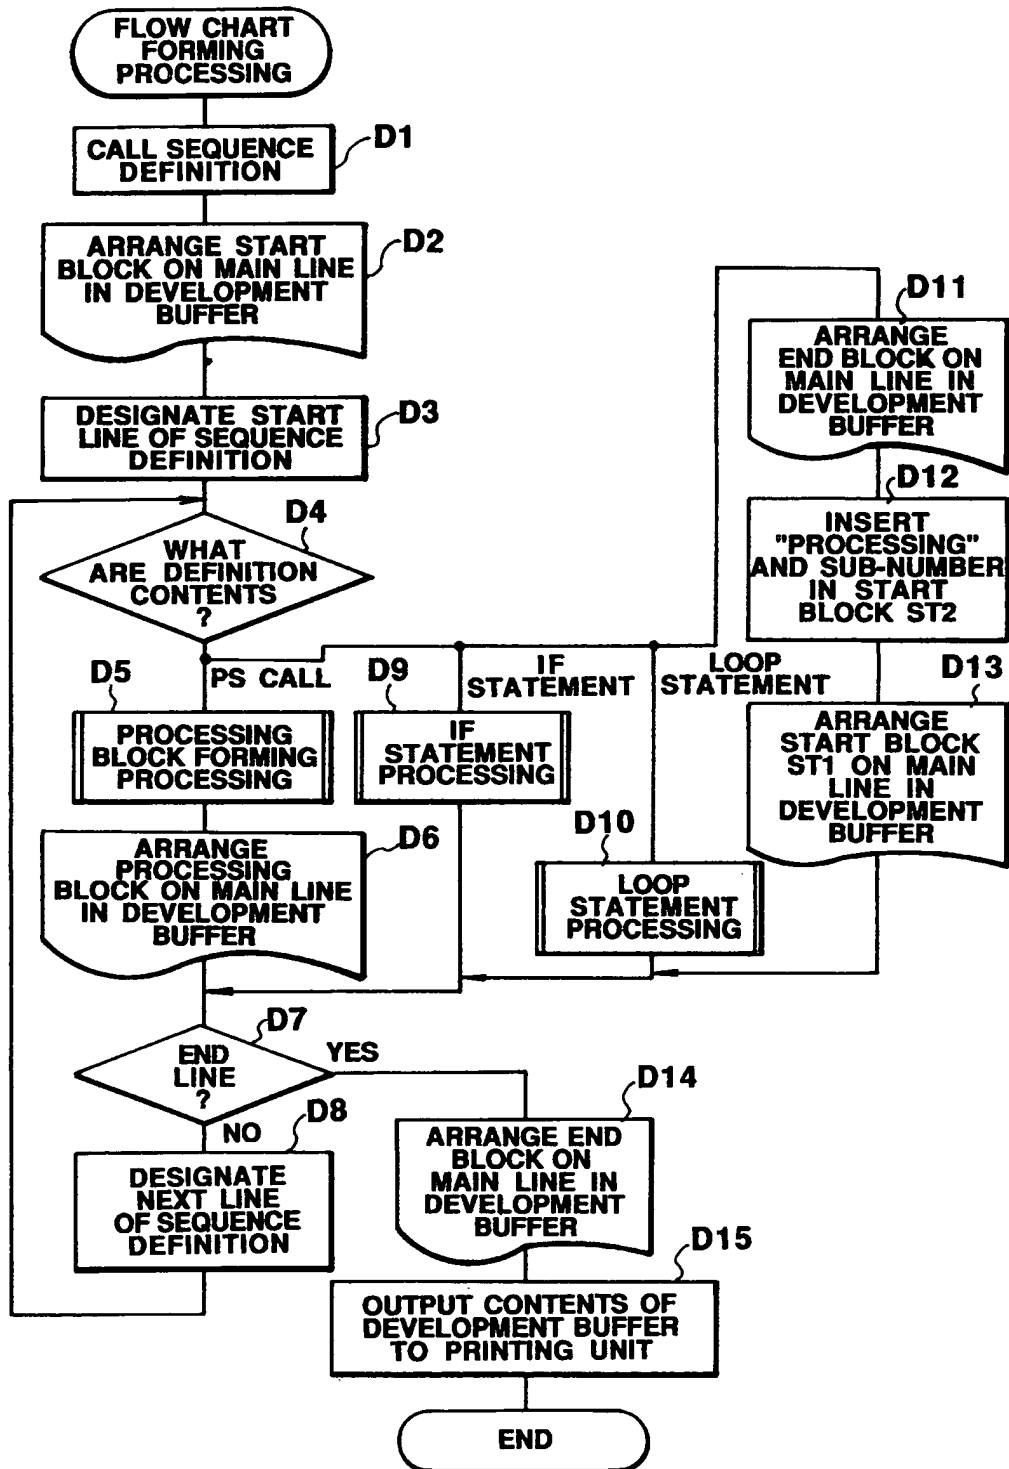 FLOW CHART
FORMING
PROCESSING
D1
CALL SEQUENCE
DEFINITION
D2
ARRANGE START
BLOCK ON MAIN LINE
IN DEVELOPMENT
BUFFER
D3
DESIGNATE START
LINE OF SEQUENCE
DEFINITION
D4
WHAT
ARE DEFINITION
CONTENTS
?
PS CALL
D5
PROCESSING
BLOCK FORMING
PROCESSING
D6
ARRANGE
PROCESSING
BLOCK ON MAIN LINE
IN DEVELOPMENT
BUFFER
D7
END
LINE
?
YES
NO
D8
DESIGNATE
NEXT LINE
OF SEQUENCE
DEFINITION
IF
STATEMENT
D9
IF
STATEMENT
PROCESSING
LOOP
STATEMENT
D10
LOOP
STATEMENT
PROCESSING
D11
ARRANGE
END BLOCK ON
MAIN LINE IN
DEVELOPMENT
BUFFER
D12
INSERT
"PROCESSING"
AND SUB-NUMBER
IN START
BLOCK ST2
D13
ARRANGE
START BLOCK
ST1 ON MAIN
LINE IN
DEVELOPMENT
BUFFER
D14
ARRANGE END
BLOCK ON
MAIN LINE IN
DEVELOPMENT
BUFFER
D15
OUTPUT CONTENTS OF
DEVELOPMENT BUFFER
TO PRINTING UNIT
END